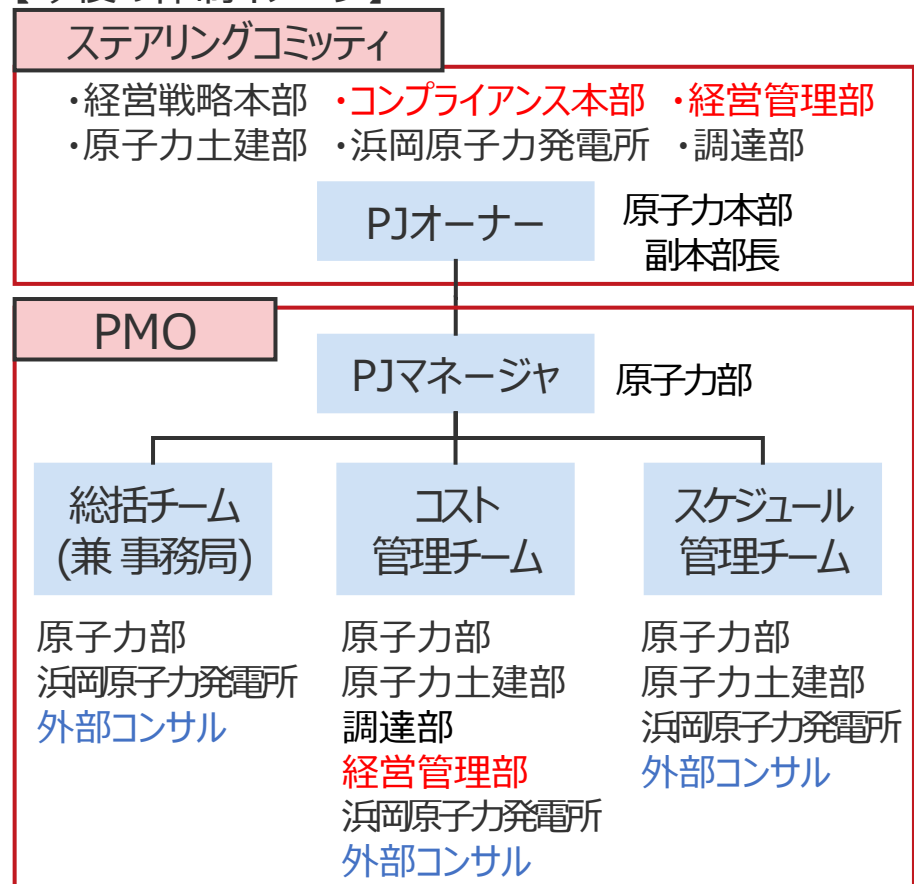 【今後の体制イメージ】
ステアリングコミッティ
・経営戦略本部 ・コンプライアンス本部 ・経営管理部
・原子力土建部 ・浜岡原子力発電所 ・調達部
PJオーナー
原子力本部
副本部長
PMO
PJマネージャ
原子力部
総括チーム
(兼 事務局)
原子力部
浜岡原子力発電所
外部コンサル
コスト
管理チーム
原子力部
原子力土建部
調達部
経営管理部
浜岡原子力発電所
外部コンサル
スケジュール
管理チーム
原子力部
原子力土建部
浜岡原子力発電所
外部コンサル